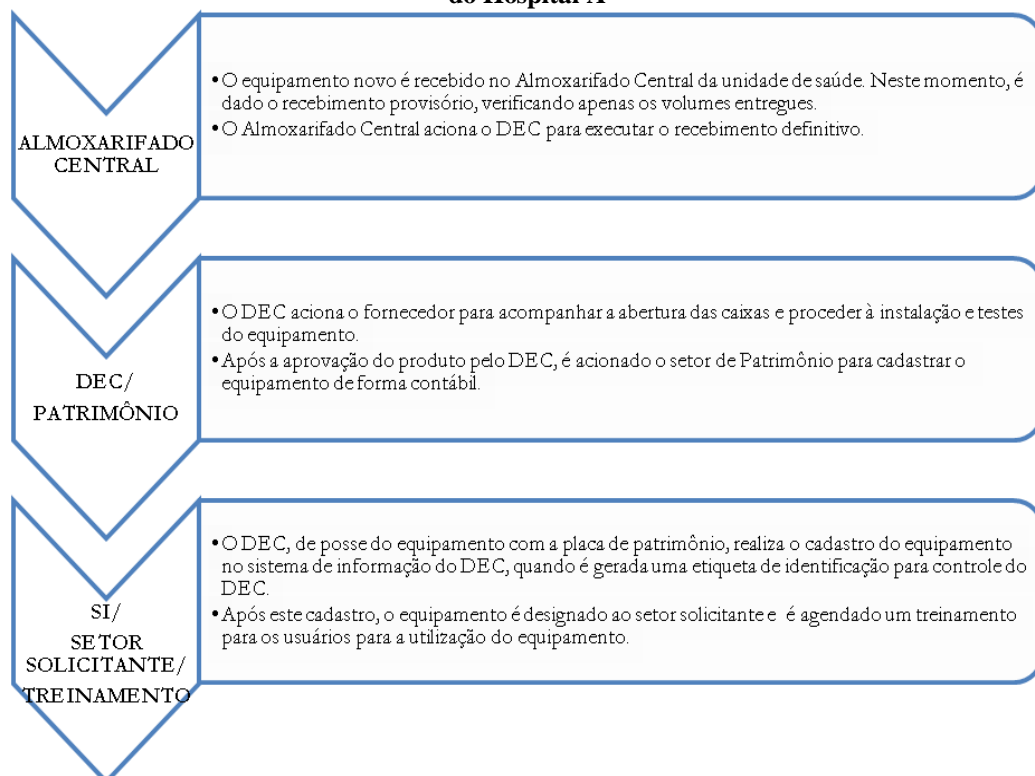 do Hospital A
ALMOXARIFADO
CENTRAL
•O equipamento novo é recebido no Almoxarifado Central da unidade de saúde. Neste momento, é
dado o recebimento provisório, verificando apenas os volumes entregues.
•O Almoxarifado Central aciona o DEC para executar o recebimento definitivo.
DEC/
PATRIMÔNIO
•O DEC aciona o fornecedor para acompanhar a abertura das caixas e proceder à instalação e testes
do equipamento.
•Após a aprovação do produto pelo DEC, é acionado o setor de Patrimônio para cadastrar o
equipamento de forma contábil.
SI/
SETOR
SOLICITANTE/
TREINAMENTO
•O DEC, de posse do equipamento com a placa de patrimônio, realiza o cadastro do equipamento
no sistema de informação do DEC, quando é gerada uma etiqueta de identificação para controle do
DEC.
•Após este cadastro, o equipamento é designado ao setor solicitante e é agendado um treinamento
para os usuários para a utilização do equipamento.